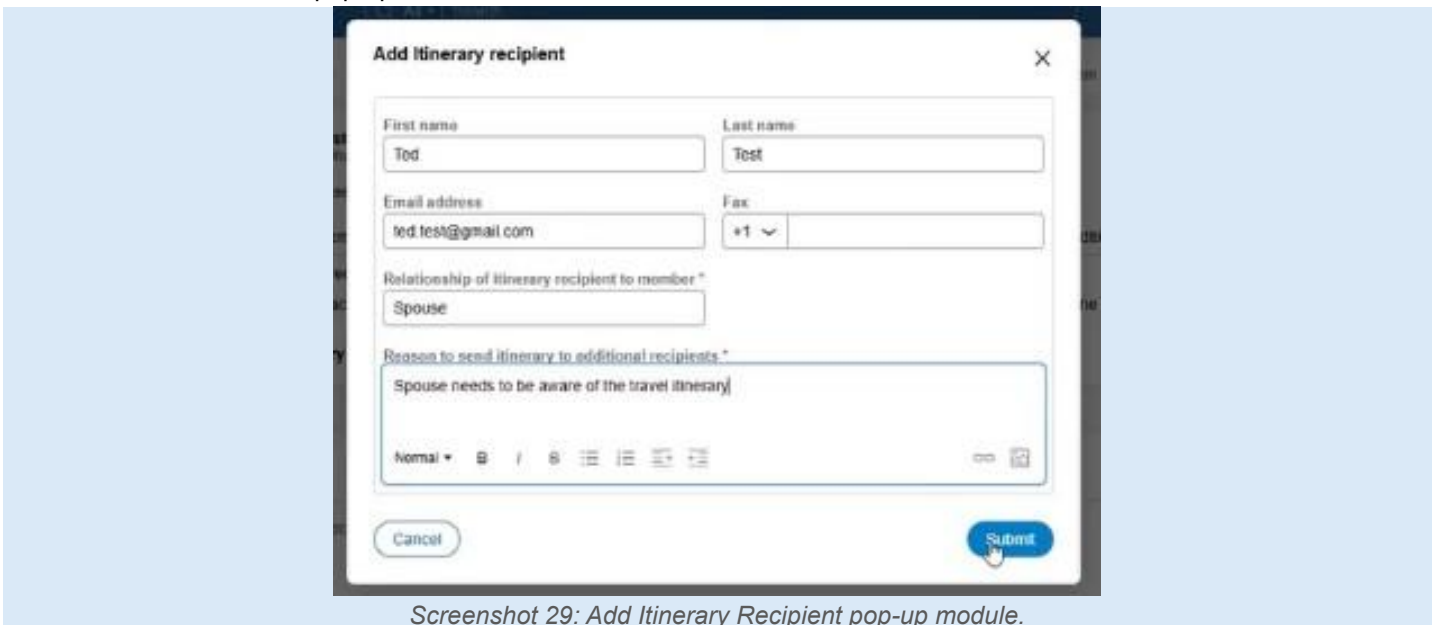 Add Itinerary recipient
First name
Last name
Ted
Test
Email address
Fax
ted.test@gmail.com
+1
Relationship of itinerary recipient to member *
Spouse
Reason to send itinerary to additional recipients *
Spouse needs to be aware of the travel itinerary
Normal B I S
Cancel
Submit
Screenshot 29: Add Itinerary Recipient pop-up module.